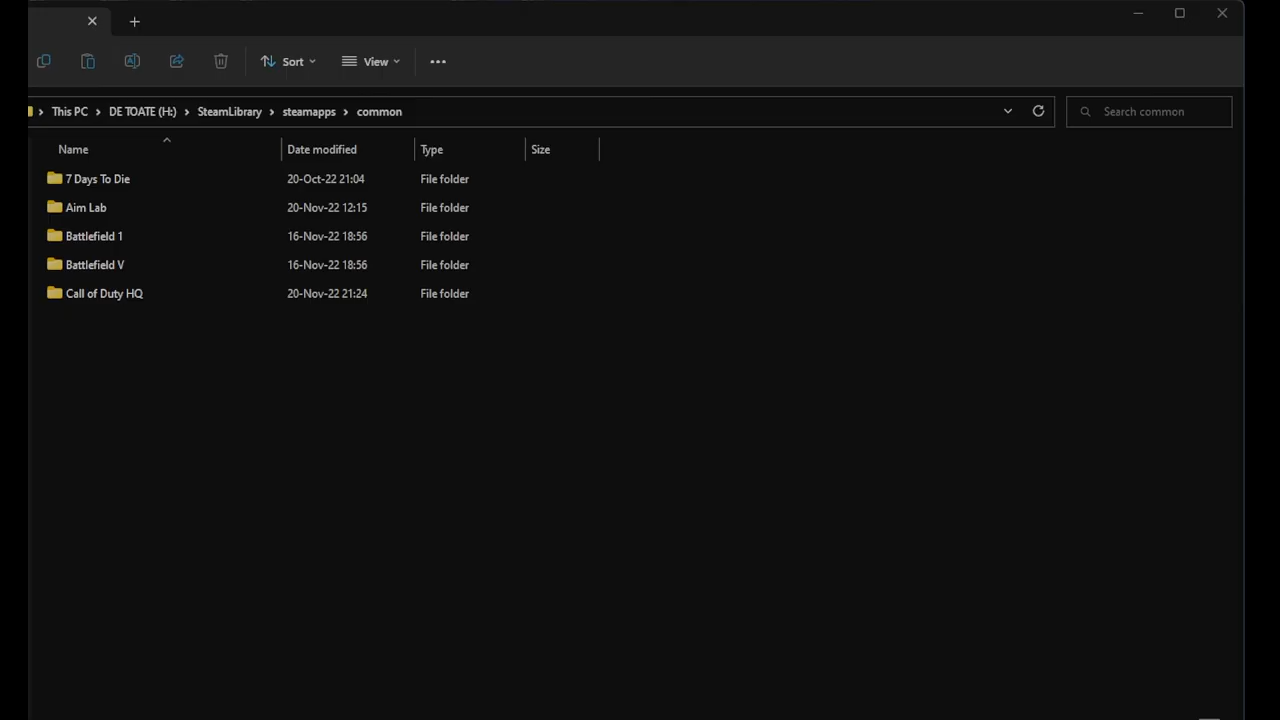 Sort View
This PC DE TOATE (H:) SteamLibrary steamapps common Search common
Name Date modified Type Size
7 Days To Die 20-Oct-22 21:04 File folder
Aim Lab 20-Nov-22 12:15 File folder
Battlefield 1 16-Nov-22 18:56 File folder
Battlefield V 16-Nov-22 18:56 File folder
Call of Duty HQ 20-Nov-22 21:24 File folder